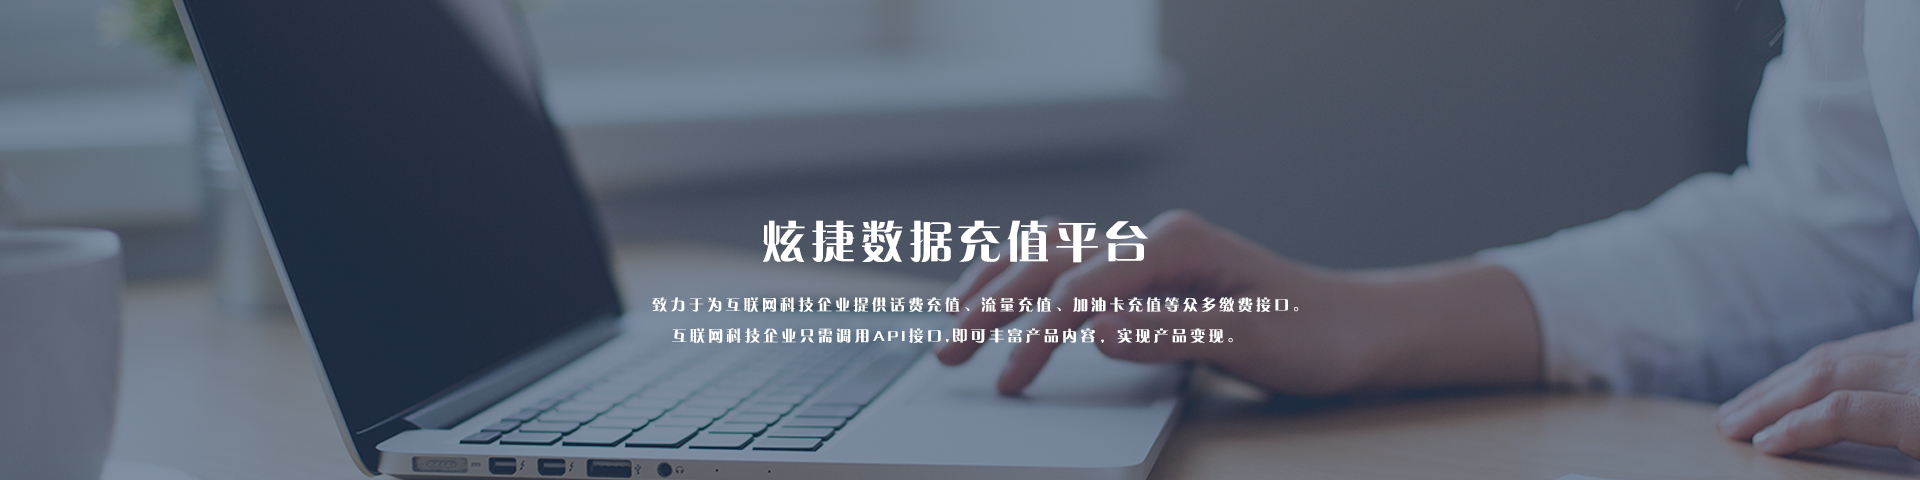 炫捷数据充值平台
致力于为互联网科技企业提供话费充值、流量充值、加油卡充值等众多缴费接口。
互联网科技企业只需调用API接口,即可丰富产品内容，实现产品变现。